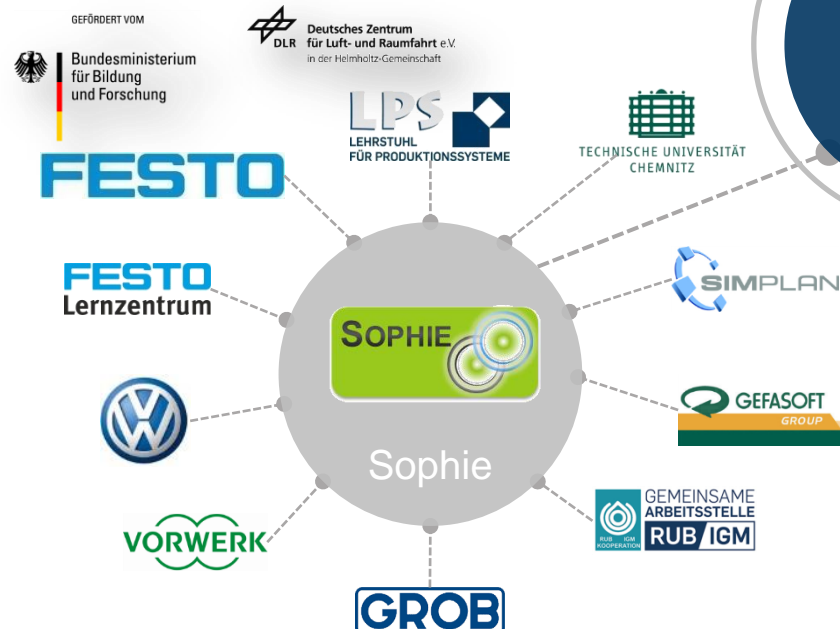 GEFÖRDERT VOM
Bundesministerium
für Bildung
und Forschung
DLR
Deutsches Zentrum
für Luft- und Raumfahrt e.V.
in der Helmholtz-Gemeinschaft
LPS
LEHRSTUHL
FÜR PRODUKTIONSSYSTEME
TECHNISCHE UNIVERSITÄT
CHEMNITZ
FESTO
FESTO
Lernzentrum
SIMPLAN
SOPHIE
Sophie
VW
GEFASOFT
GROUP
VORWERK
GEMEINSAME
ARBEITSSTELLE
RUB/IGM
RUB IGM
KOOPERATION
GROB